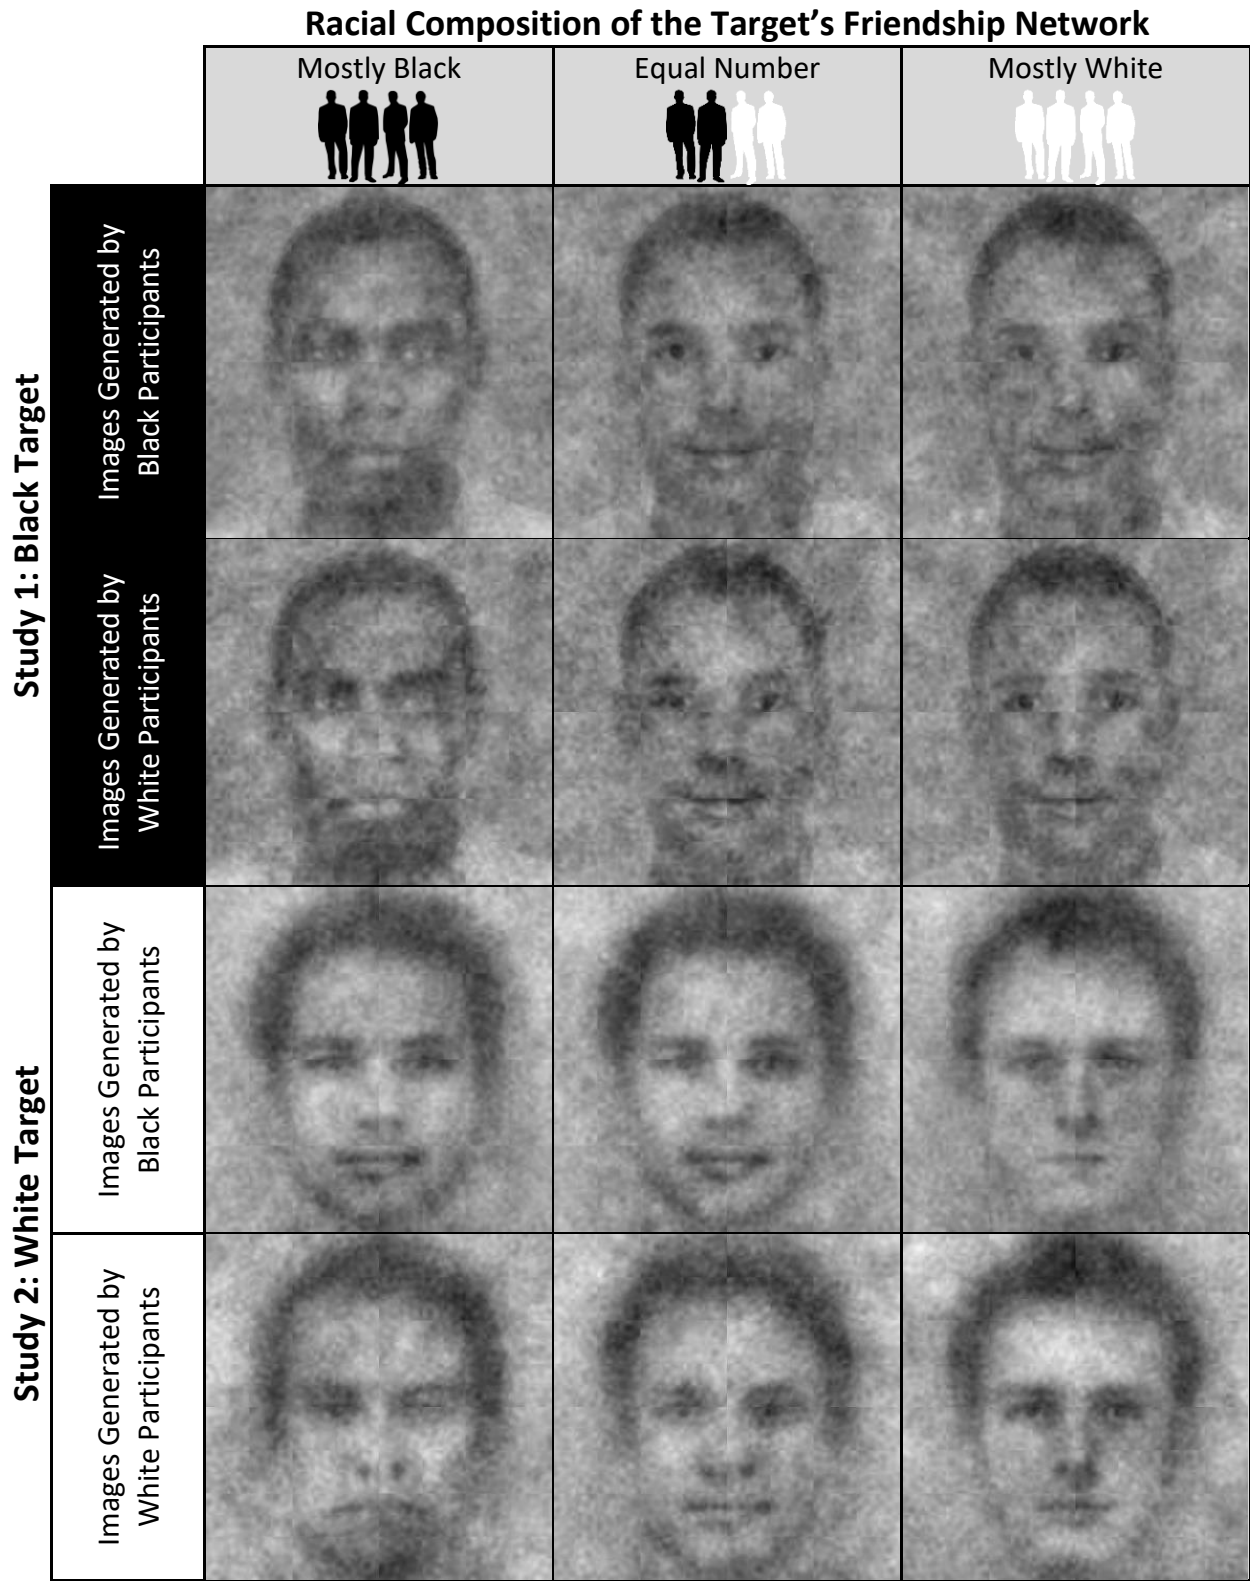 Racial Composition of the Target’s Friendship Network
Mostly Black
Equal Number
Mostly White
Study 1: Black Target
Images Generated by
Black Participants
Images Generated by
White Participants
Study 2: White Target
Images Generated by
Black Participants
Images Generated by
White Participants